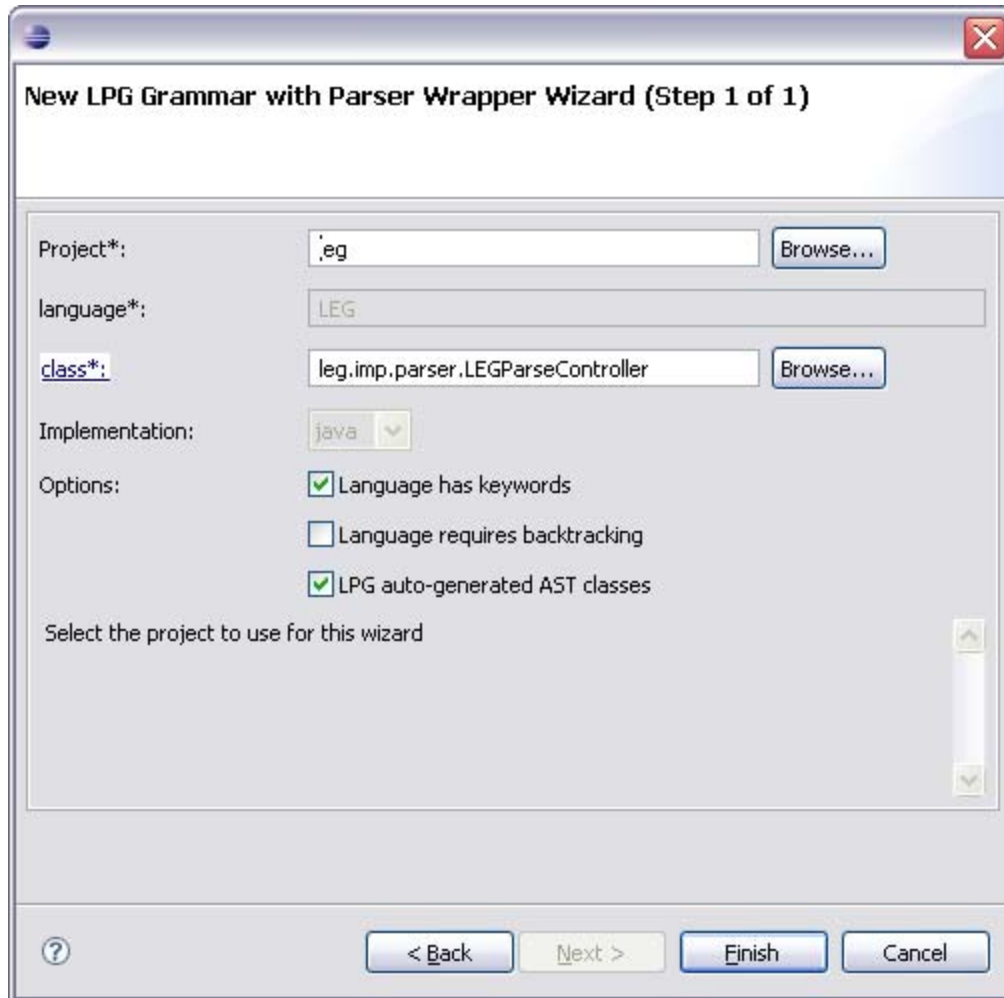 New LPG Grammar with Parser Wrapper Wizard (Step 1 of 1)
Project*: eg Browse...
language*: LEG
class*: leg.imp.parser.LEGParseController Browse...
Implementation: java
Options: Language has keywords
Language requires backtracking
LPG auto-generated AST classes
Select the project to use for this wizard
? < Back Next > Finish Cancel